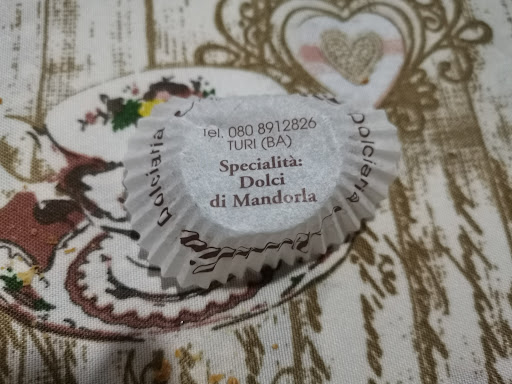 Tel. 080 8912826
TURI (BA)
Specialità:
Dolci
di Mandorla
Dolciaria
Dolciaria